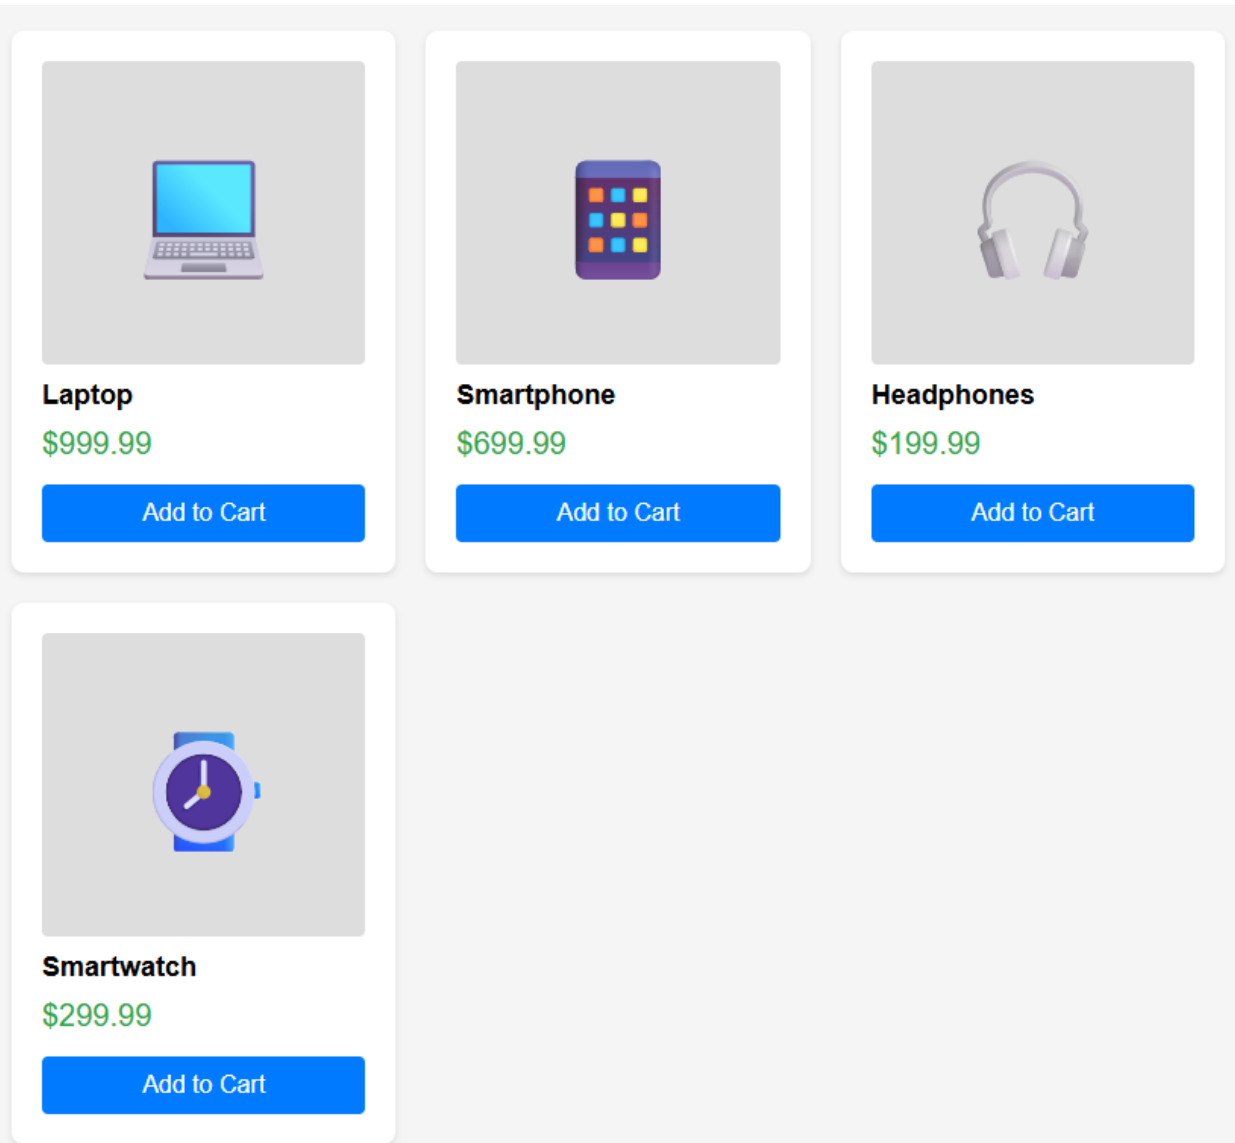 Laptop
$999.99
Add to Cart
Smartphone
$699.99
Add to Cart
Headphones
$199.99
Add to Cart
Smartwatch
$299.99
Add to Cart